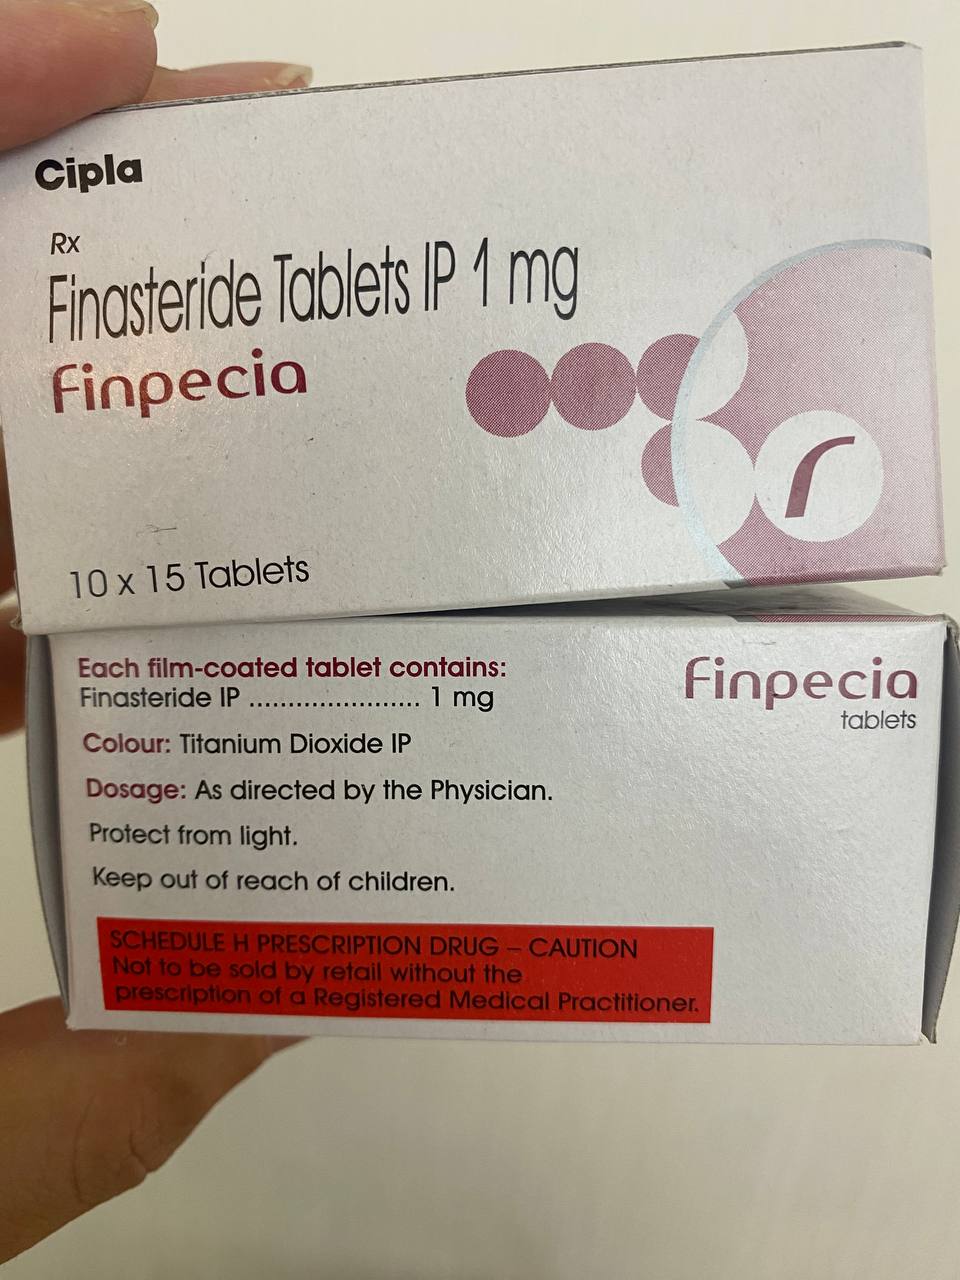 Cipla
Rx
Finasteride Tablets IP 1 mg
Finpecia
10 x 15 Tablets
Each film-coated tablet contains:
Finasteride IP ...................... 1 mg
Colour: Titanium Dioxide IP
Dosage: As directed by the Physician.
Protect from light.
Keep out of reach of children.
Finpecia
tablets
SCHEDULE H PRESCRIPTION DRUG – CAUTION
Not to be sold by retail without the
prescription of a Registered Medical Practitioner.